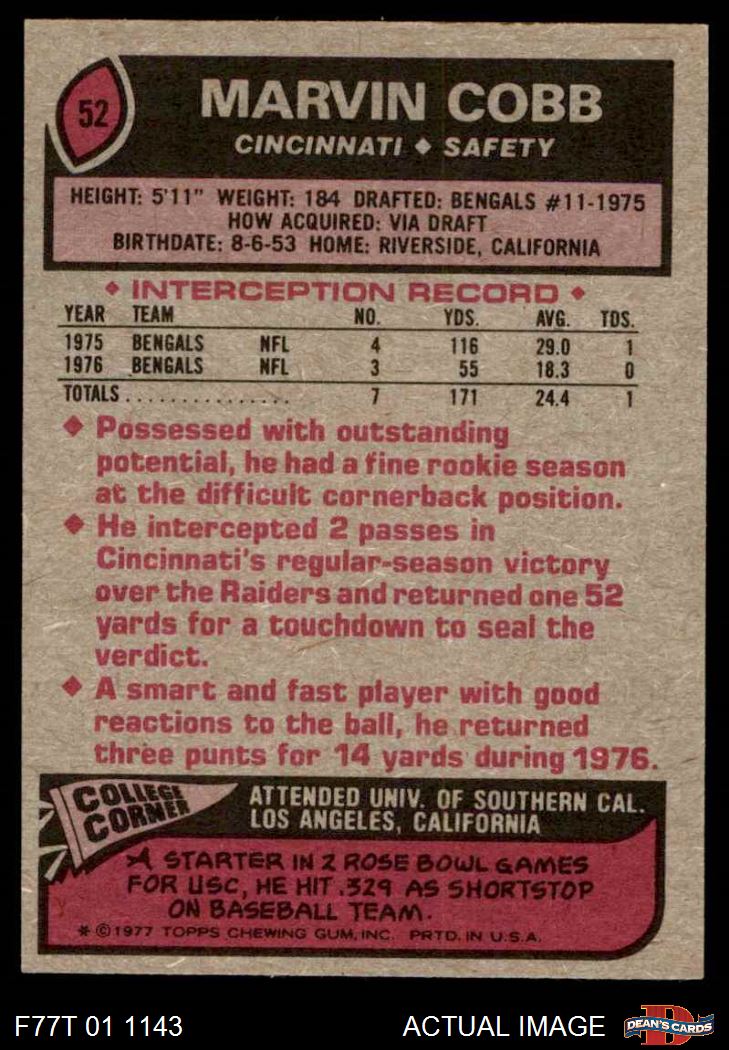 52
MARVIN COBB
CINCINNATI ◆ SAFETY
HEIGHT: 5'11" WEIGHT: 184 DRAFTED: BENGALS #11-1975
HOW ACQUIRED: VIA DRAFT
BIRTHDATE: 8-6-53 HOME: RIVERSIDE, CALIFORNIA
◆ INTERCEPTION RECORD ◆
YEAR TEAM NO. YDS. AVG. TDS.
1975 BENGALS NFL 4 116 29.0 1
1976 BENGALS NFL 3 55 18.3 0
TOTALS............... 7 171 24.4 1
◆ Possessed with outstanding
potential, he had a fine rookie season
at the difficult cornerback position.
◆ He intercepted 2 passes in
Cincinnati's regular-season victory
over the Raiders and returned one 52
yards for a touchdown to seal the
verdict.
◆ A smart and fast player with good
reactions to the ball, he returned
three punts for 14 yards during 1976.
COLLEGE
CORNER
ATTENDED UNIV. OF SOUTHERN CAL.
LOS ANGELES, CALIFORNIA
A STARTER IN 2 ROSE BOWL GAMES
FOR USC, HE HIT .329 AS SHORTSTOP
ON BASEBALL TEAM.
* © 1977 TOPPS CHEWING GUM, INC. PRTD. IN U.S.A.
F77T 01 1143
ACTUAL IMAGE
D
DEAN'S CARDS